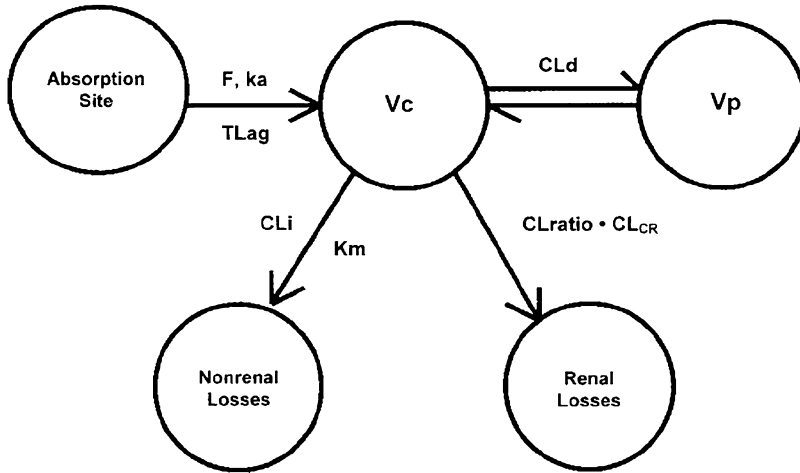 Absorption
Site
F, ka
TLag
Vc
CLd
Vp
CLi
Km
CLratio • CLCR
Nonrenal
Losses
Renal
Losses